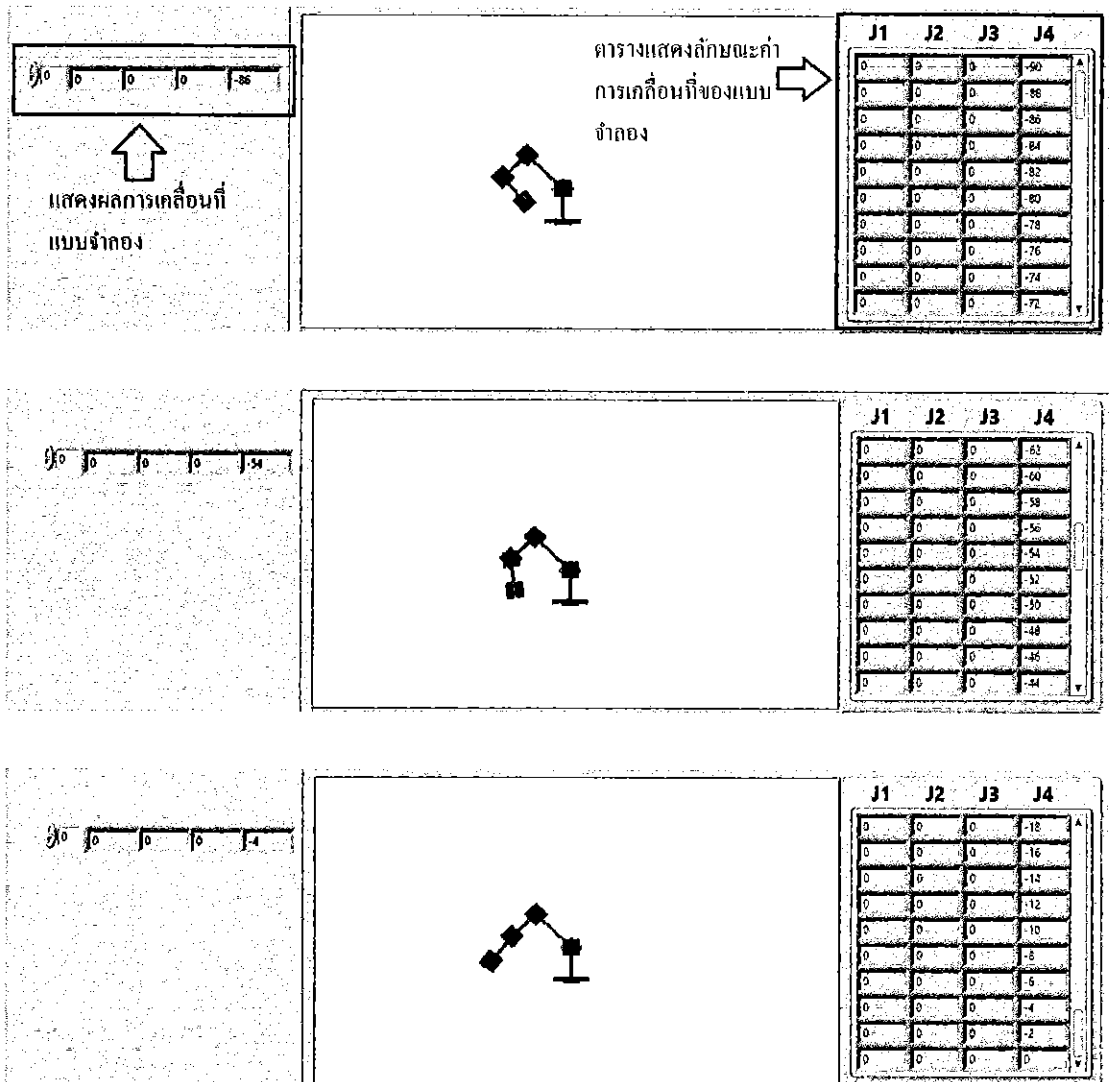 0 0 0 0 -86
แสดงผลการเคลื่อนที่
แบบจำลอง
ตารางแสดงลักษณะค่า
การเคลื่อนที่ของแบบ
จำลอง
J1 J2 J3 J4
0 0 0 -90
0 0 0 -88
0 0 0 -86
0 0 0 -84
0 0 0 -82
0 0 0 -80
0 0 0 -78
0 0 0 -76
0 0 0 -74
0 0 0 -72
0 0 0 0 -54
J1 J2 J3 J4
0 0 0 -62
0 0 0 -60
0 0 0 -58
0 0 0 -56
0 0 0 -54
0 0 0 -52
0 0 0 -50
0 0 0 -48
0 0 0 -46
0 0 0 -44
0 0 0 0 -4
J1 J2 J3 J4
0 0 0 -18
0 0 0 -16
0 0 0 -14
0 0 0 -12
0 0 0 -10
0 0 0 -8
0 0 0 -6
0 0 0 -4
0 0 0 -2
0 0 0 0